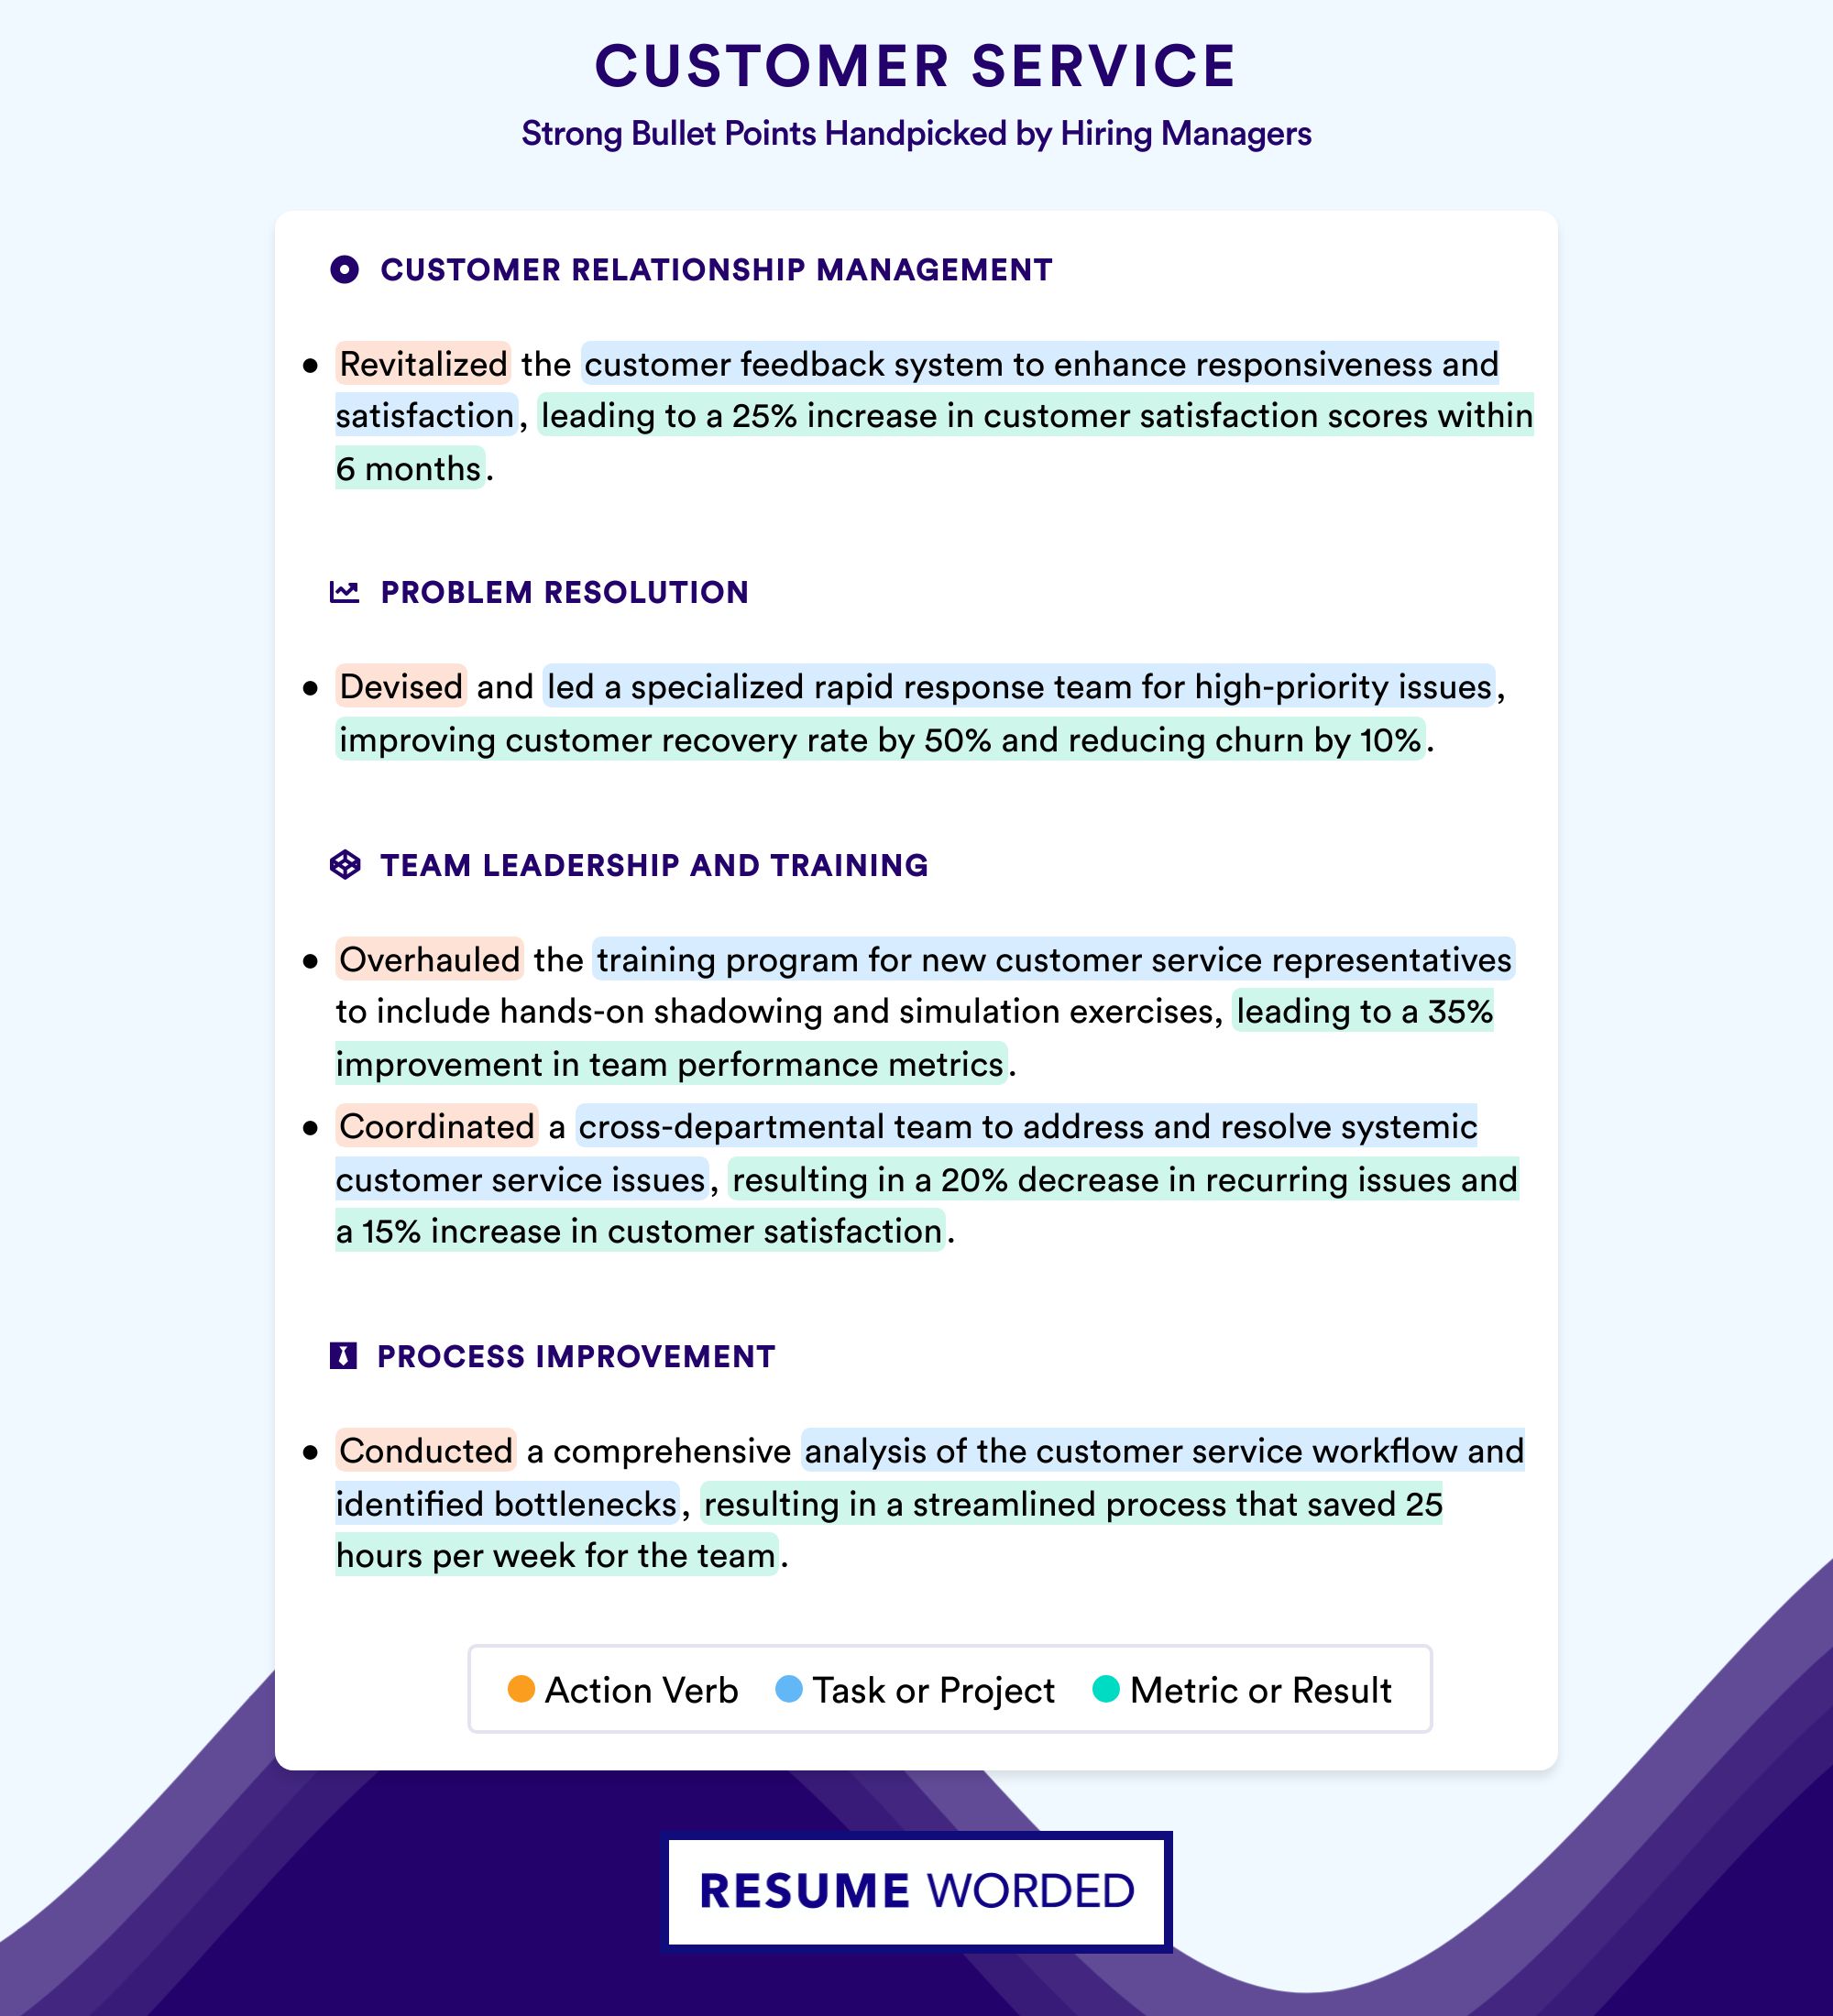 CUSTOMER SERVICE
Strong Bullet Points Handpicked by Hiring Managers
CUSTOMER RELATIONSHIP MANAGEMENT
● Revitalized the customer feedback system to enhance responsiveness and
satisfaction, leading to a 25% increase in customer satisfaction scores within
6 months.
PROBLEM RESOLUTION
● Devised and led a specialized rapid response team for high-priority issues,
improving customer recovery rate by 50% and reducing churn by 10%.
TEAM LEADERSHIP AND TRAINING
● Overhauled the training program for new customer service representatives
to include hands-on shadowing and simulation exercises, leading to a 35%
improvement in team performance metrics.
● Coordinated a cross-departmental team to address and resolve systemic
customer service issues, resulting in a 20% decrease in recurring issues and
a 15% increase in customer satisfaction.
PROCESS IMPROVEMENT
● Conducted a comprehensive analysis of the customer service workflow and
identified bottlenecks, resulting in a streamlined process that saved 25
hours per week for the team.
Action Verb Task or Project Metric or Result
RESUME WORDED